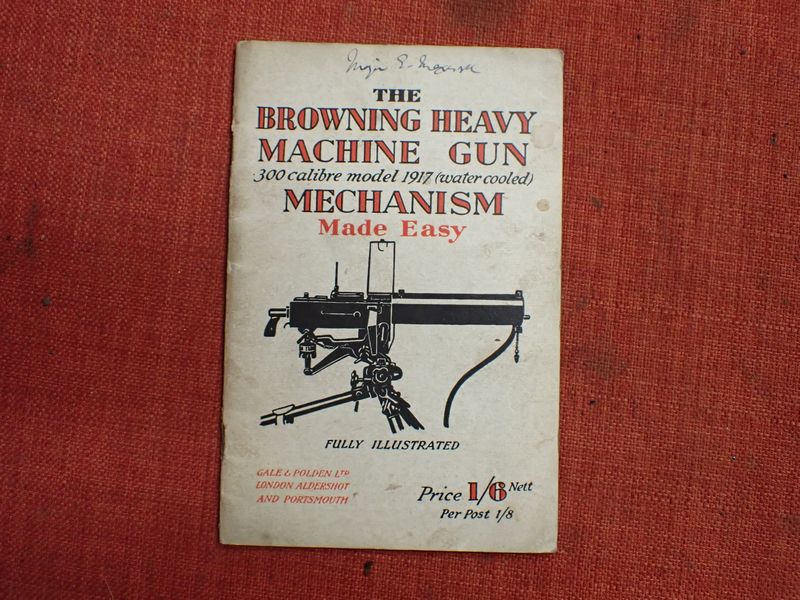 THE
BROWNING HEAVY
MACHINE GUN
.300 calibre model 1917 (water cooled)
MECHANISM
Made Easy
FULLY ILLUSTRATED
GALE & POLDEN LTD
LONDON ALDERSHOT
AND PORTSMOUTH
Price 1/6 Nett
Per Post 1/8